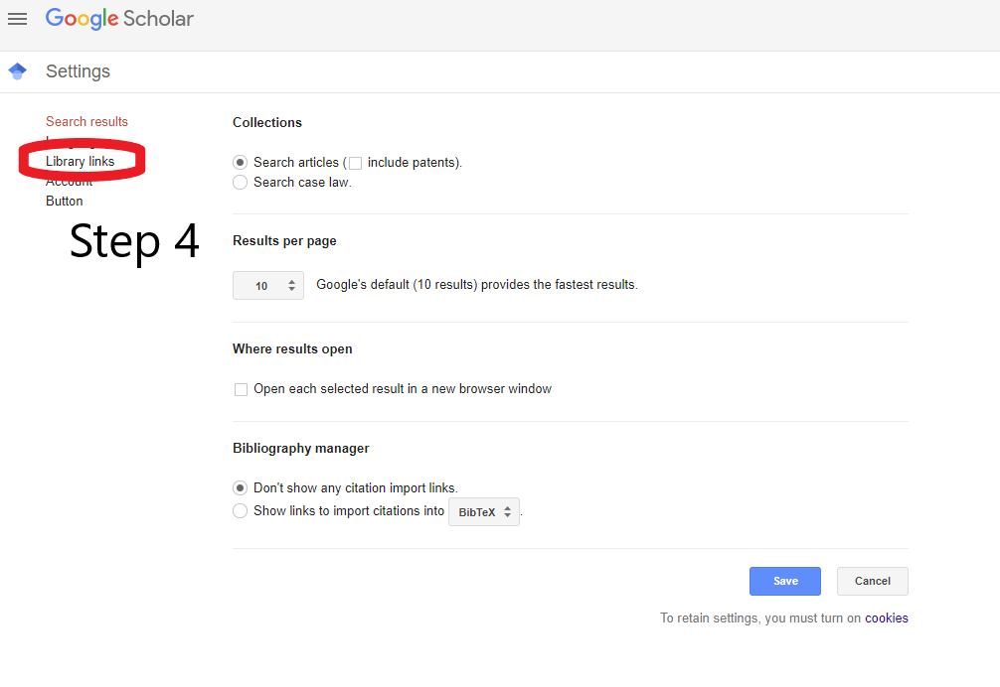 Google Scholar
Settings
Search results
Library links
Account
Button
Step 4
Collections
Search articles ( include patents).
Search case law.
Results per page
10 Google's default (10 results) provides the fastest results.
Where results open
Open each selected result in a new browser window
Bibliography manager
Don't show any citation import links.
Show links to import citations into BibTeX .
Save Cancel
To retain settings, you must turn on cookies